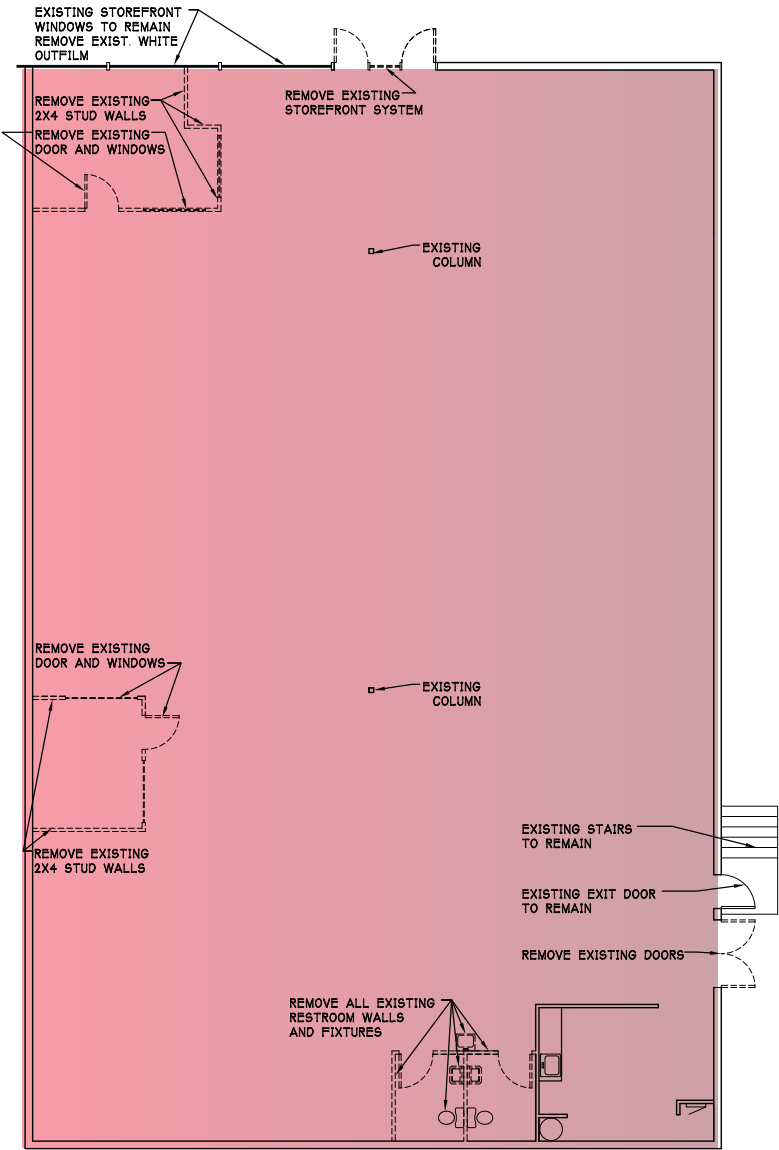 EXISTING STOREFRONT
WINDOWS TO REMAIN
REMOVE EXIST. WHITE
OUTFILM
REMOVE EXISTING
STOREFRONT SYSTEM
REMOVE EXISTING
2X4 STUD WALLS
REMOVE EXISTING
DOOR AND WINDOWS
EXISTING
COLUMN
REMOVE EXISTING
DOOR AND WINDOWS
EXISTING
COLUMN
EXISTING STAIRS
TO REMAIN
REMOVE EXISTING
2X4 STUD WALLS
EXISTING EXIT DOOR
TO REMAIN
REMOVE EXISTING DOORS
REMOVE ALL EXISTING
RESTROOM WALLS
AND FIXTURES